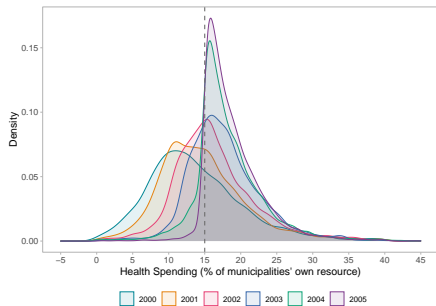 0.15
0.10
0.05
0.00
Density
−5 0 5 10 15 20 25 30 35 40 45
Health Spending (% of municipalities' own resource)
2000 2001 2002 2003 2004 2005